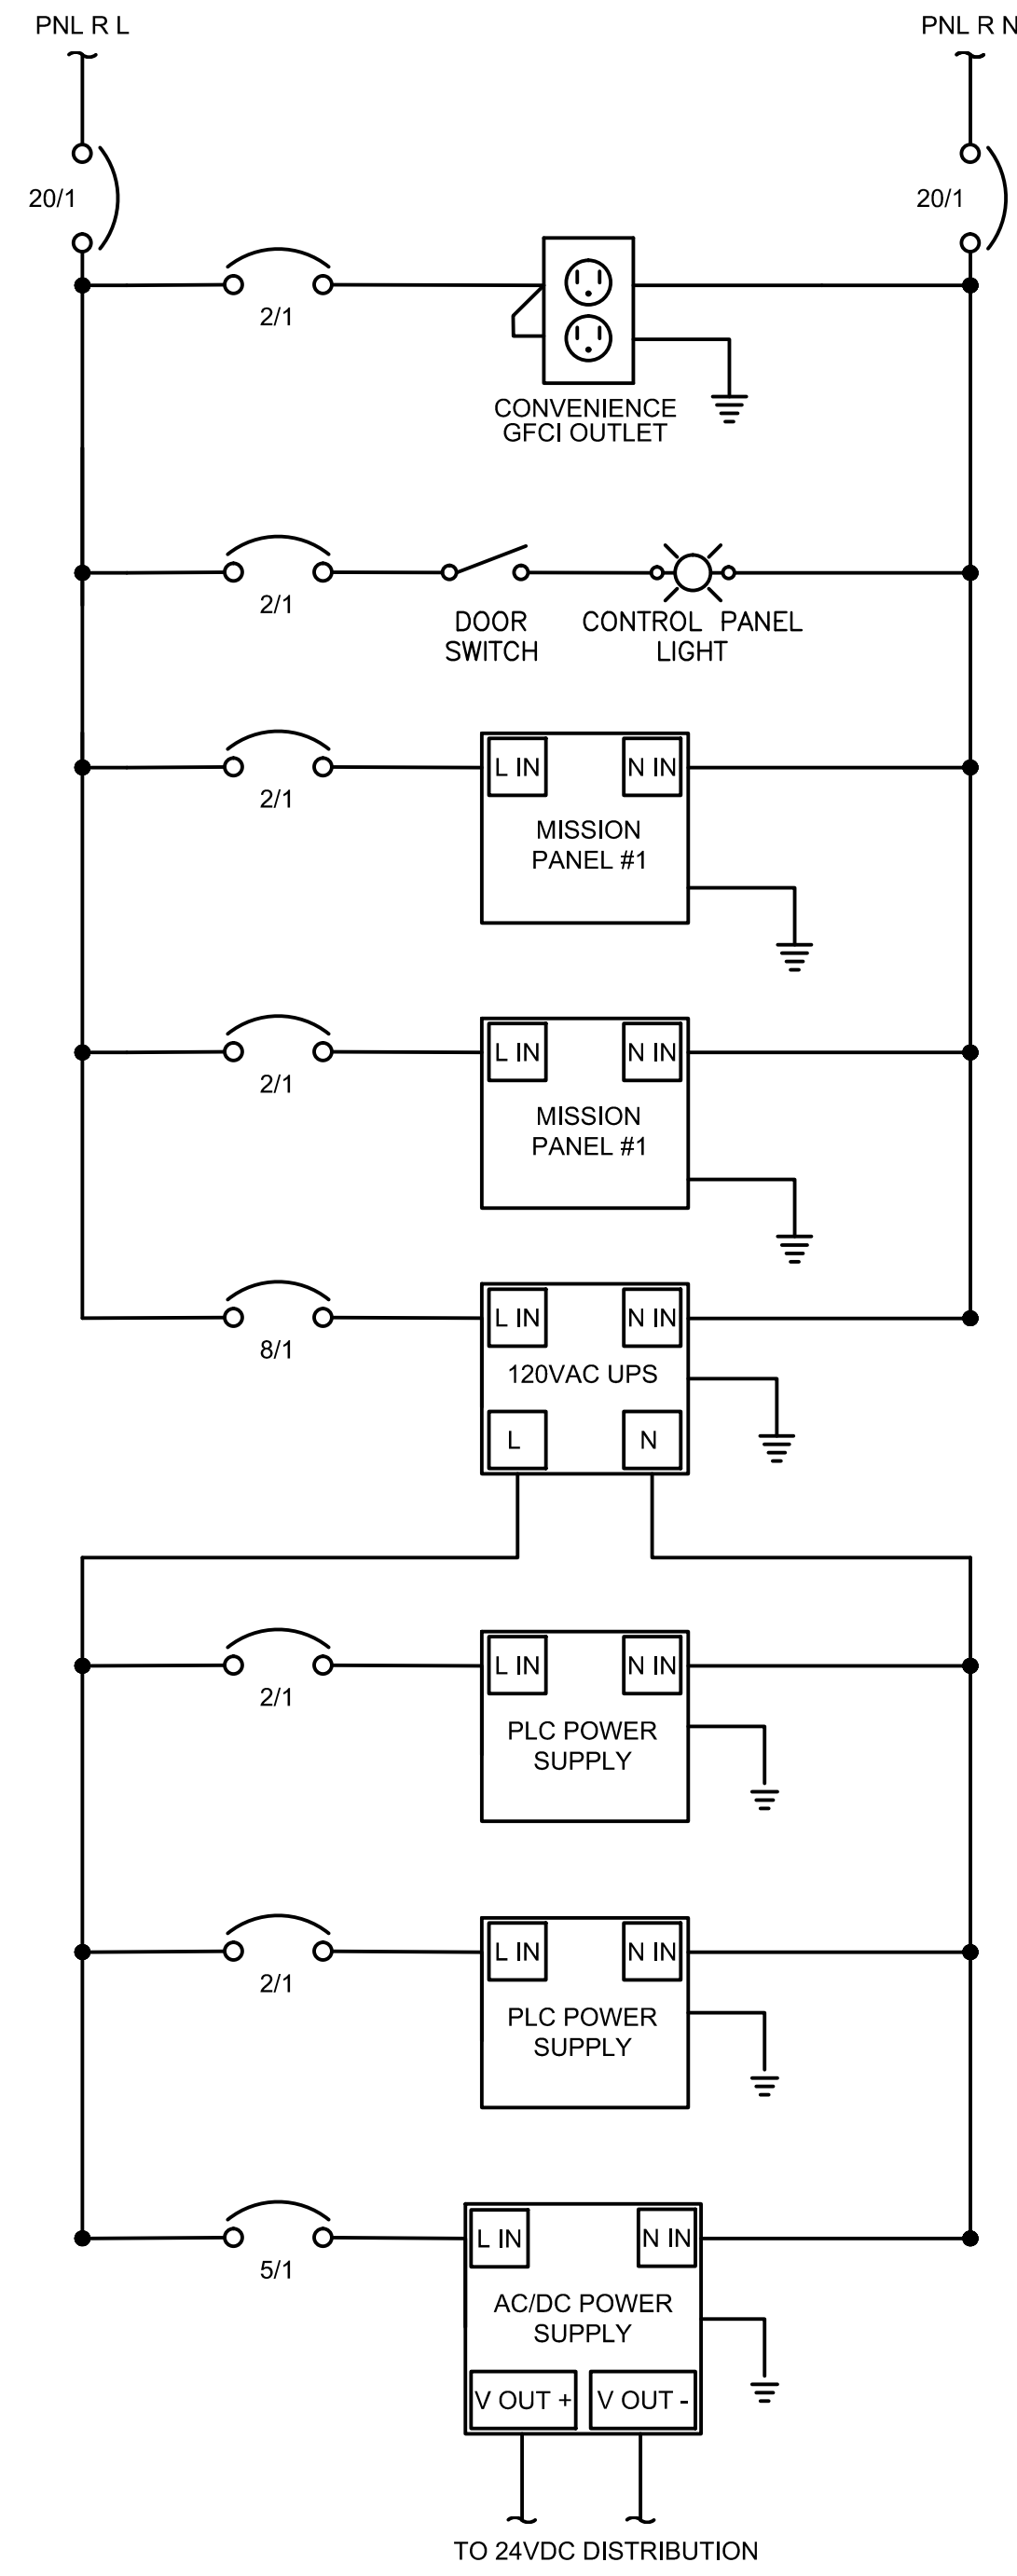 PNL R L
PNL R N
20/1
20/1
2/1
CONVENIENCE
GFCI OUTLET
2/1
DOOR
SWITCH
CONTROL PANEL
LIGHT
L IN
N IN
2/1
MISSION
PANEL #1
L IN
N IN
2/1
MISSION
PANEL #1
L IN
N IN
8/1
120VAC UPS
L
N
L IN
N IN
2/1
PLC POWER
SUPPLY
L IN
N IN
2/1
PLC POWER
SUPPLY
L IN
N IN
5/1
AC/DC POWER
SUPPLY
V OUT +
V OUT -
TO 24VDC DISTRIBUTION